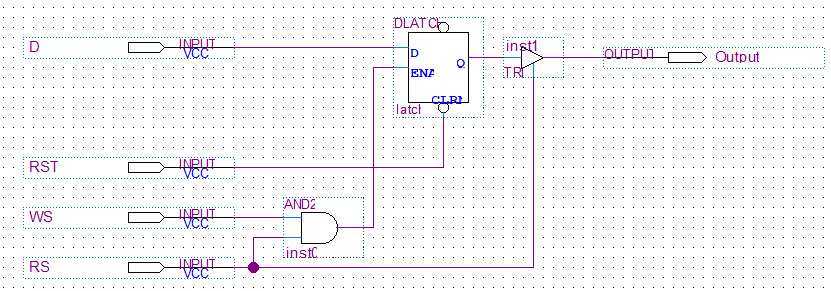 DLATCH
D INPUT
VCC
inst1
D
Q
OUTPUT Output
ENA
TRI
CLRN
latch
RST INPUT
VCC
AND2
WS INPUT
VCC
inst0
RS INPUT
VCC